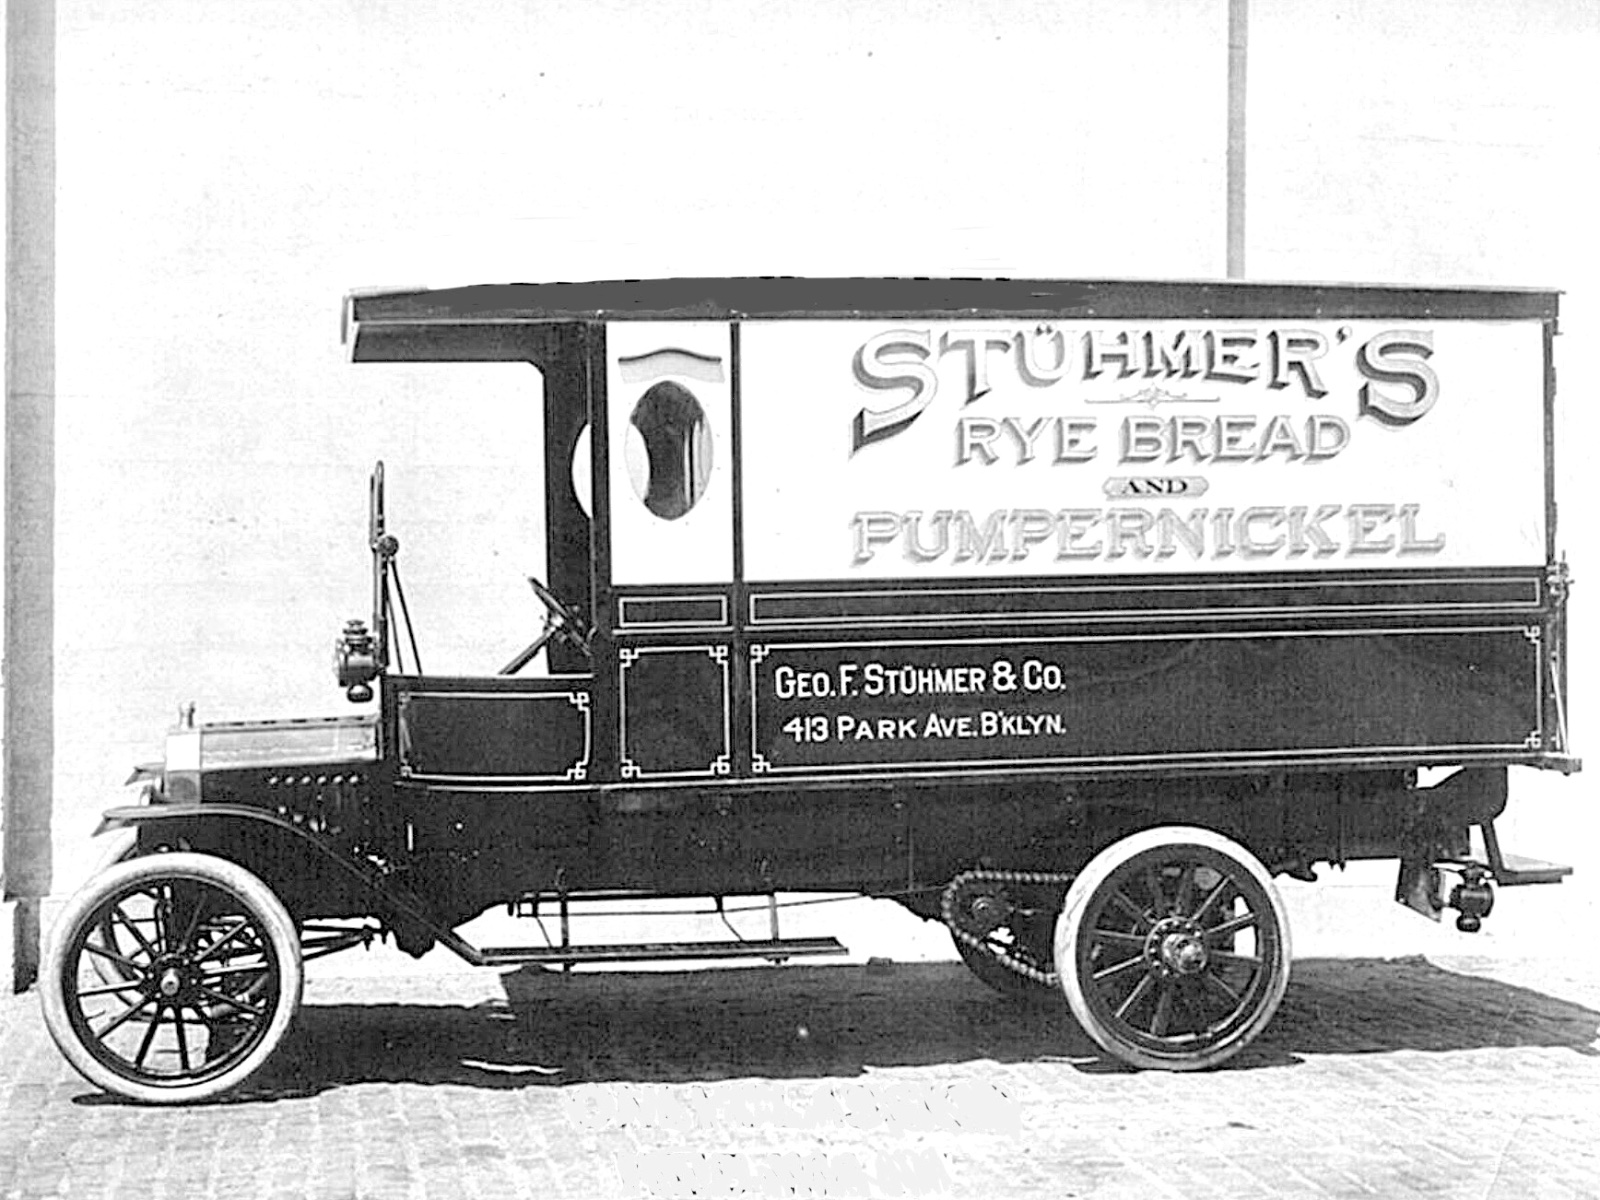 STÜHMER'S
RYE BREAD
AND
PUMPERNICKEL
GEO. F. STÜHMER & CO.
413 PARK AVE. B'KLYN.